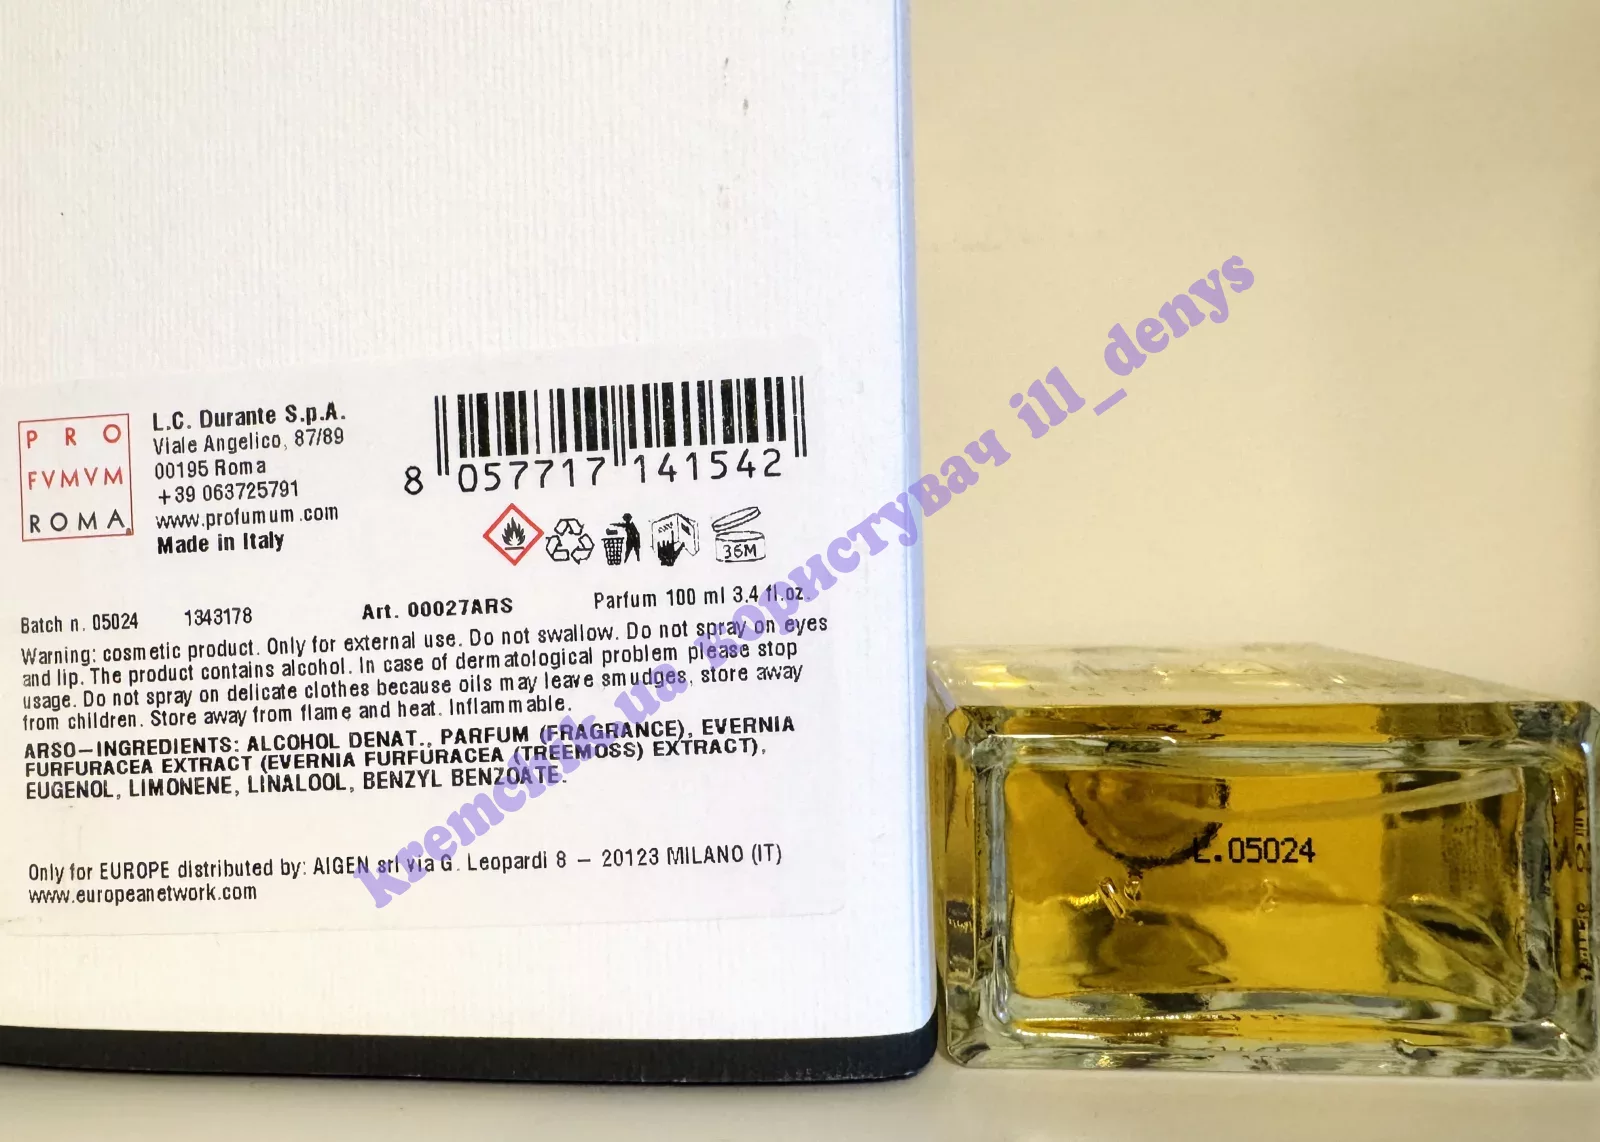 PRO
FVMVM
ROMA
L.C. Durante S.p.A.
Viale Angelico, 87/89
00195 Roma
+39 063725791
www.profumum.com
Made in Italy
8 057717 141542
36M
Batch n. 05024 1343178 Art. 00027ARS Parfum 100 ml 3.4 fl.oz.
Warning: cosmetic product. Only for external use. Do not swallow. Do not spray on eyes
and lip. The product contains alcohol. In case of dermatological problem please stop
usage. Do not spray on delicate clothes because oils may leave smudges, store away
from children. Store away from flame and heat. Inflammable.
ARSO—INGREDIENTS: ALCOHOL DENAT., PARFUM (FRAGRANCE), EVERNIA
FURFURACEA EXTRACT (EVERNIA FURFURACEA (TREEMOSS) EXTRACT),
EUGENOL, LIMONENE, LINALOOL, BENZYL BENZOATE.
Only for EUROPE distributed by: AIGEN srl via G. Leopardi 8 – 20123 MILANO (IT)
www.europeanetwork.com
L.05024
kremchik.ua користувач ill_denys